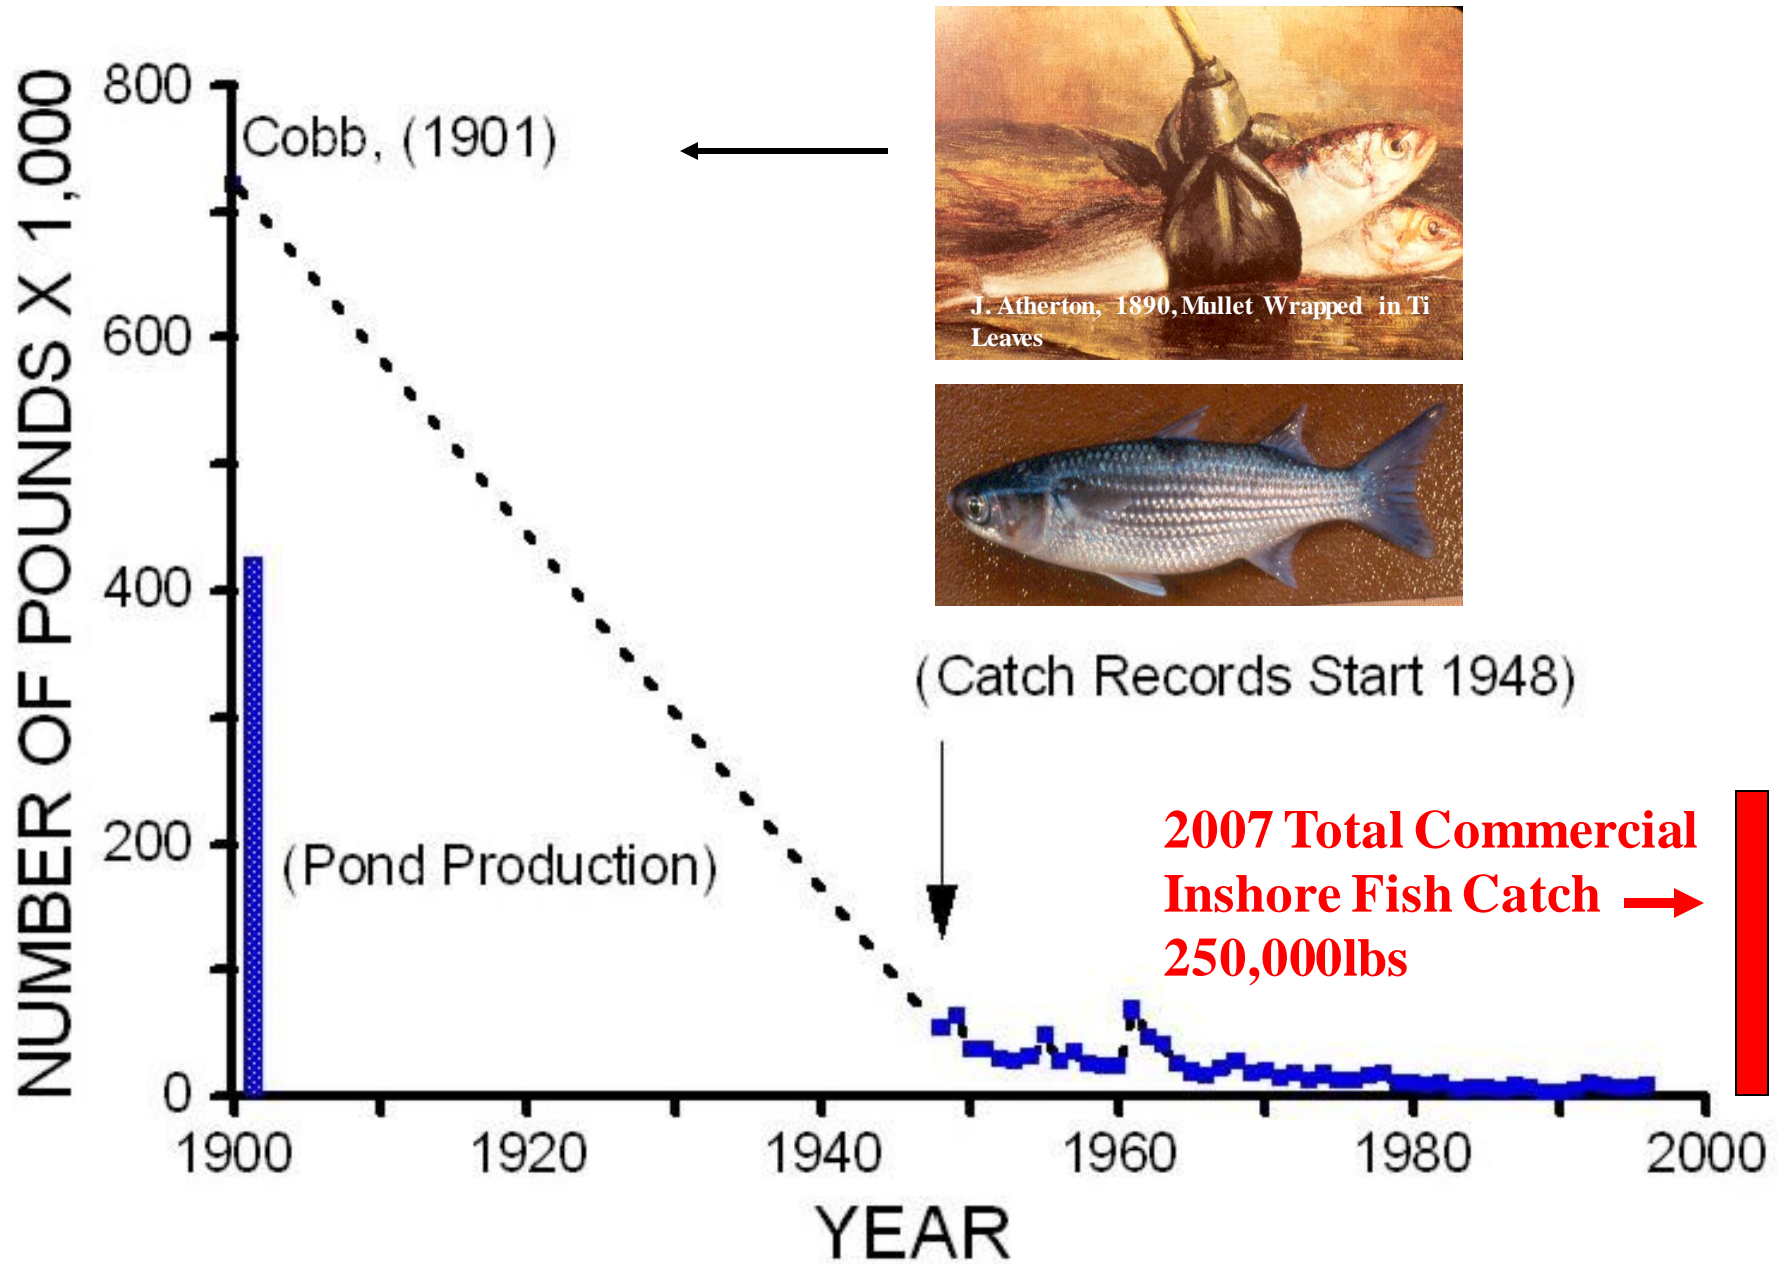 NUMBER OF POUNDS X 1,000
800
600
400
200
0
Cobb, (1901)
J. Atherton, 1890, Mullet Wrapped in Ti
Leaves
(Catch Records Start 1948)
(Pond Production)
2007 Total Commercial
Inshore Fish Catch
250,000lbs
1900 1920 1940 1960 1980 2000
YEAR